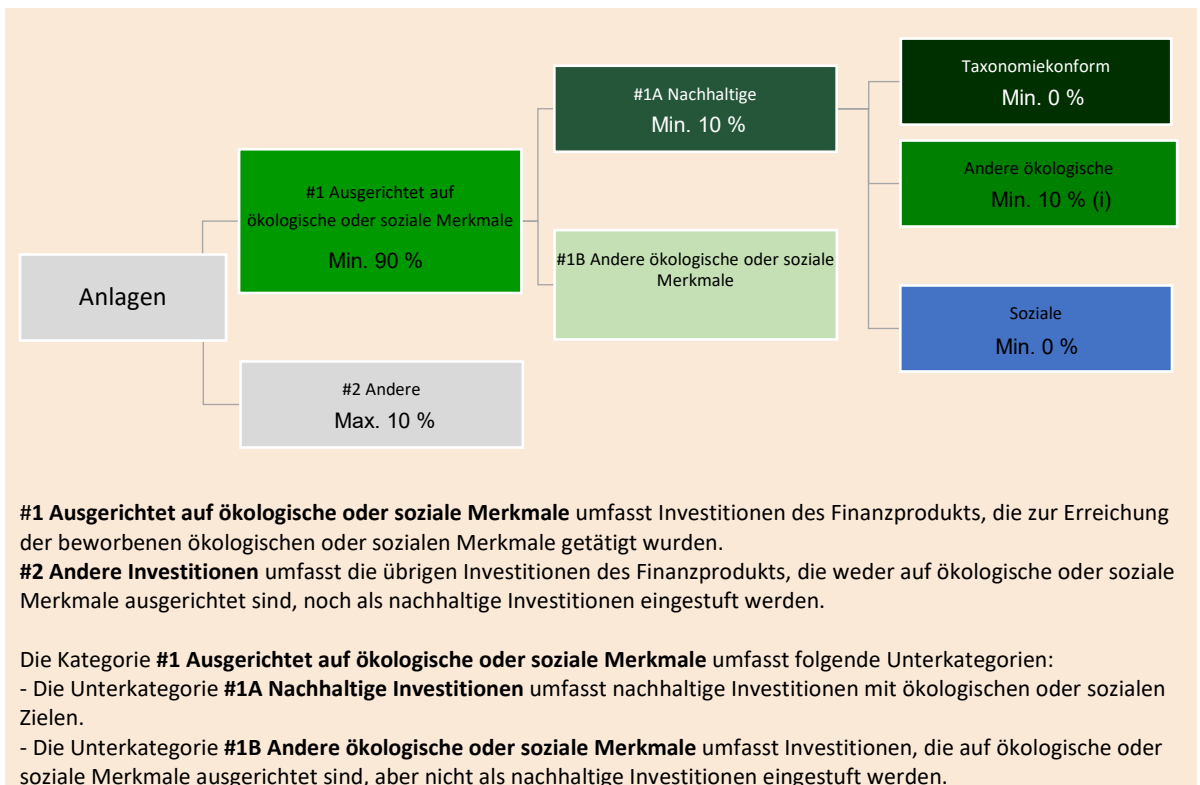 Taxonomiekonform
Min. 0 %
#1A Nachhaltige
Min. 10 %
Andere ökologische
Min. 10 % (i)
#1 Ausgerichtet auf
ökologische oder soziale Merkmale
Min. 90 %
#1B Andere ökologische oder soziale
Merkmale
Anlagen
Soziale
Min. 0 %
#2 Andere
Max. 10 %
#1 Ausgerichtet auf ökologische oder soziale Merkmale umfasst Investitionen des Finanzprodukts, die zur Erreichung
der beworbenen ökologischen oder sozialen Merkmale getätigt wurden.
#2 Andere Investitionen umfasst die übrigen Investitionen des Finanzprodukts, die weder auf ökologische oder soziale
Merkmale ausgerichtet sind, noch als nachhaltige Investitionen eingestuft werden.
Die Kategorie #1 Ausgerichtet auf ökologische oder soziale Merkmale umfasst folgende Unterkategorien:
- Die Unterkategorie #1A Nachhaltige Investitionen umfasst nachhaltige Investitionen mit ökologischen oder sozialen
Zielen.
- Die Unterkategorie #1B Andere ökologische oder soziale Merkmale umfasst Investitionen, die auf ökologische oder
soziale Merkmale ausgerichtet sind, aber nicht als nachhaltige Investitionen eingestuft werden.